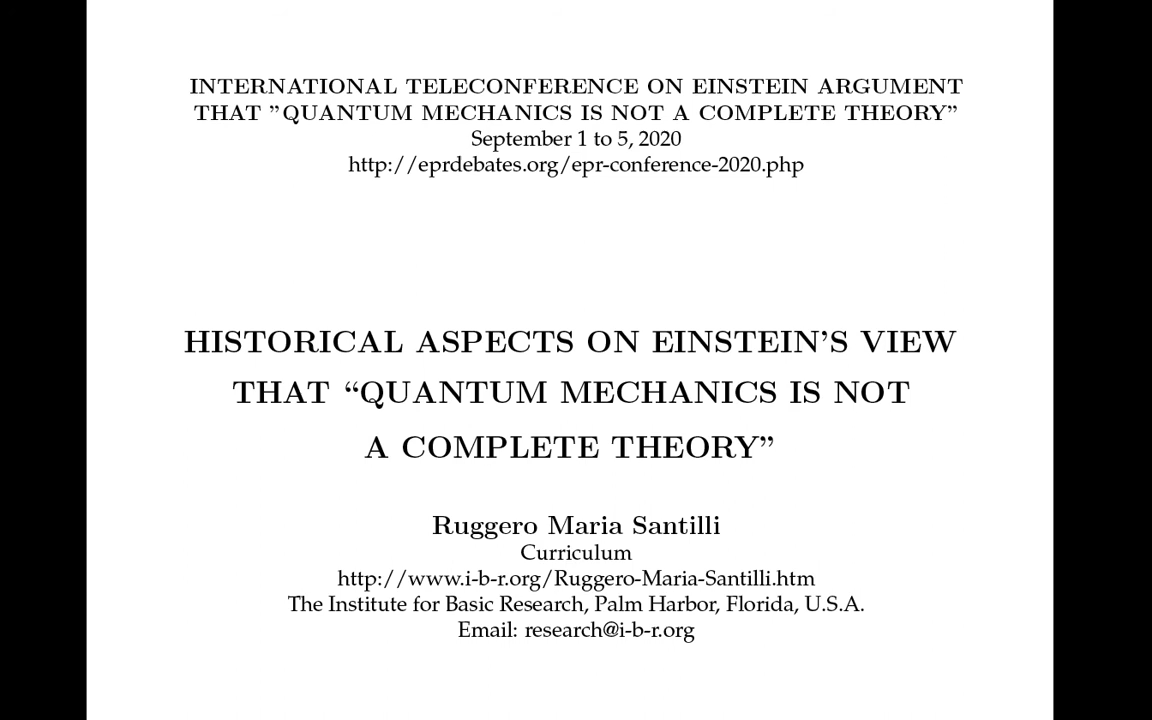 INTERNATIONAL TELECONFERENCE ON EINSTEIN ARGUMENT
THAT ”QUANTUM MECHANICS IS NOT A COMPLETE THEORY”
September 1 to 5, 2020
http://eprdebates.org/epr-conference-2020.php
HISTORICAL ASPECTS ON EINSTEIN’S VIEW
THAT “QUANTUM MECHANICS IS NOT
A COMPLETE THEORY”
Ruggero Maria Santilli
Curriculum
http://www.i-b-r.org/Ruggero-Maria-Santilli.htm
The Institute for Basic Research, Palm Harbor, Florida, U.S.A.
Email: research@i-b-r.org